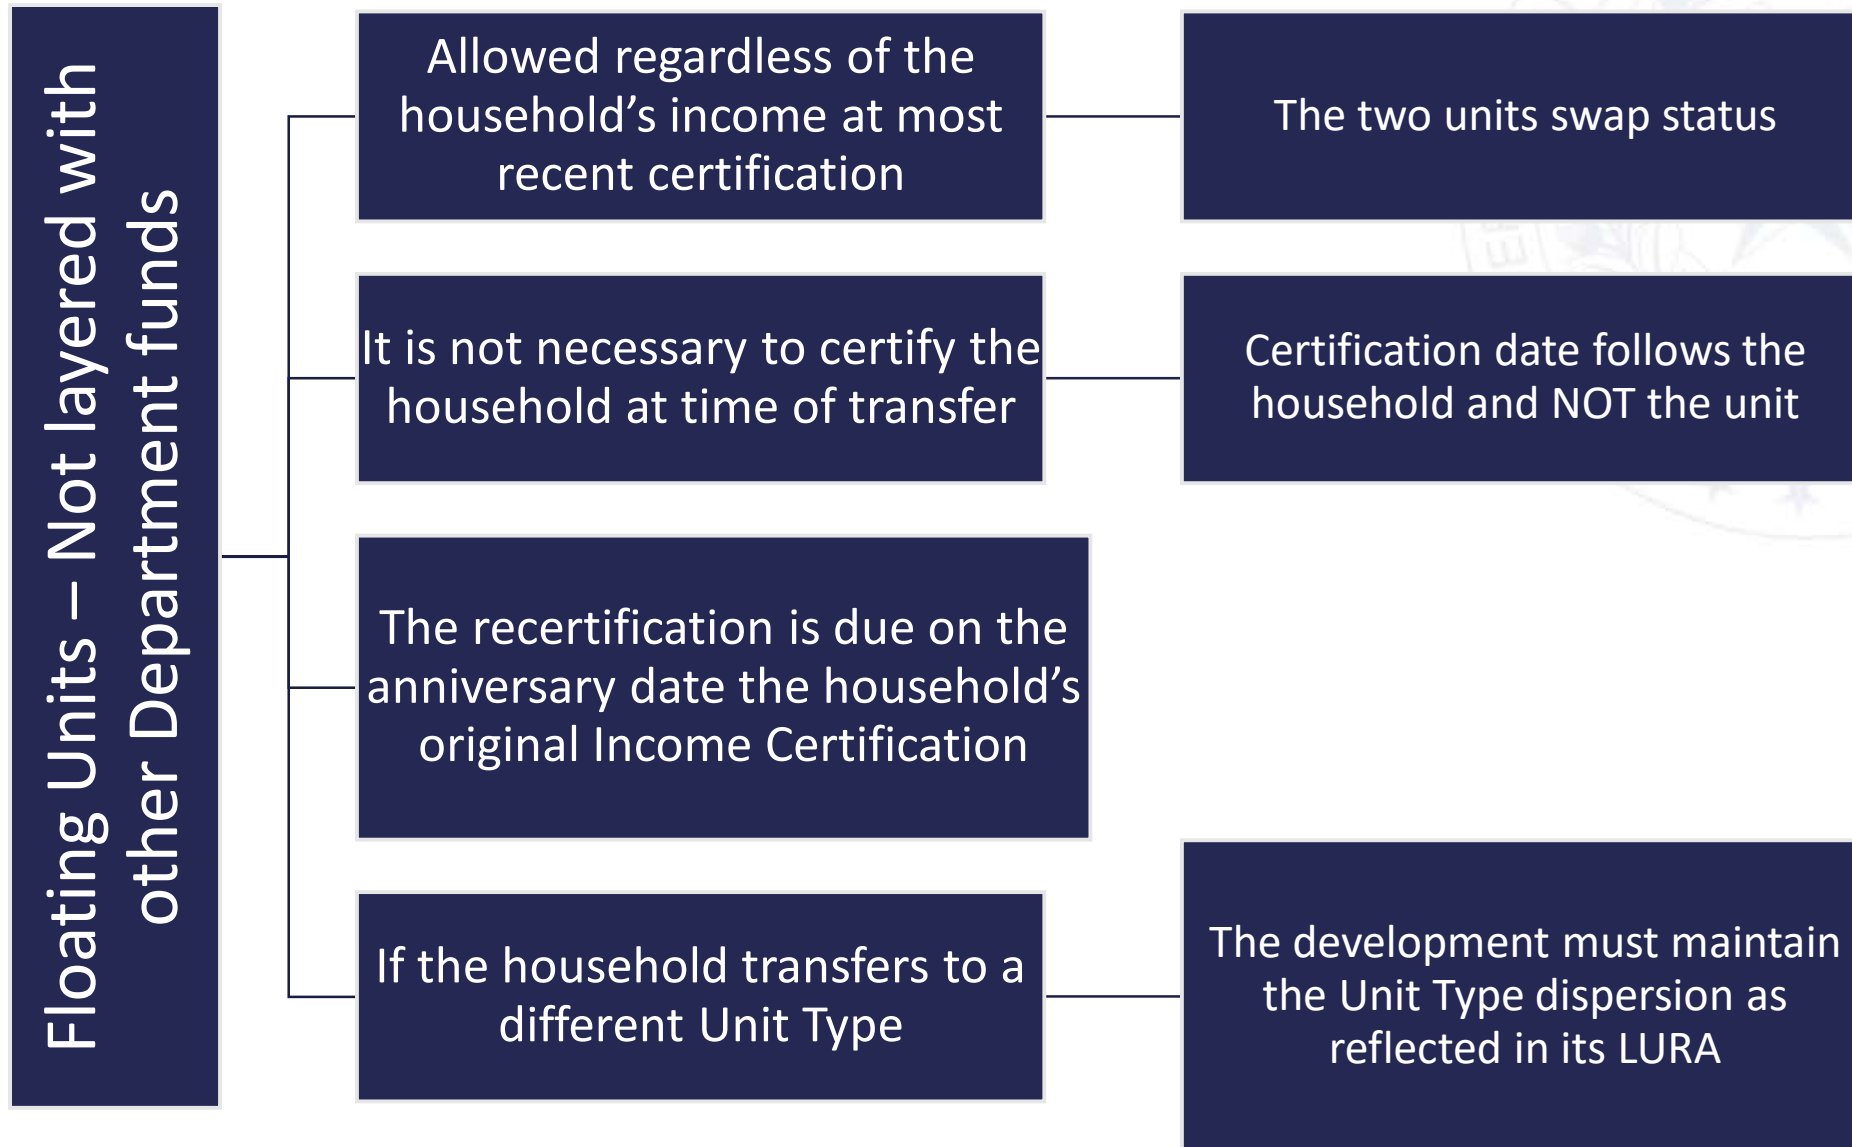 Floating Units – Not layered with
other Department funds
Allowed regardless of the
household’s income at most
recent certification
The two units swap status
It is not necessary to certify the
household at time of transfer
Certification date follows the
household and NOT the unit
The recertification is due on the
anniversary date the household’s
original Income Certification
If the household transfers to a
different Unit Type
The development must maintain
the Unit Type dispersion as
reflected in its LURA